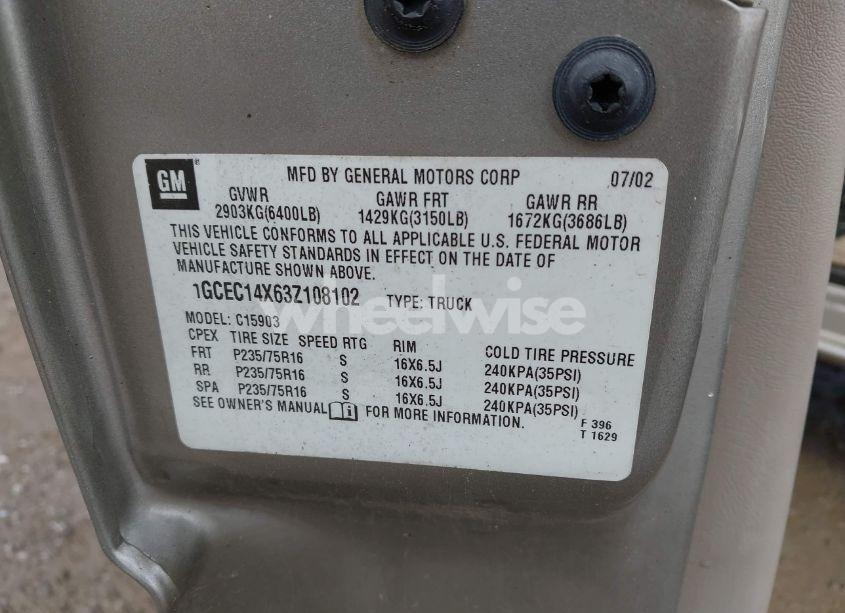 GM ® MFD BY GENERAL MOTORS CORP 07/02
GVWR GAWR FRT GAWR RR
2903KG(6400LB) 1429KG(3150LB) 1672KG(3686LB)
THIS VEHICLE CONFORMS TO ALL APPLICABLE U.S. FEDERAL MOTOR
VEHICLE SAFETY STANDARDS IN EFFECT ON THE DATE OF
MANUFACTURE SHOWN ABOVE.
1GCEC14X63Z108102 TYPE: TRUCK
wheelwise
MODEL: C15903
CPEX TIRE SIZE SPEED RTG RIM COLD TIRE PRESSURE
FRT P235/75R16 S 16X6.5J 240KPA(35PSI)
RR P235/75R16 S 16X6.5J 240KPA(35PSI)
SPA P235/75R16 S 16X6.5J 240KPA(35PSI)
SEE OWNER'S MANUAL FOR MORE INFORMATION.
F 396
T 1629